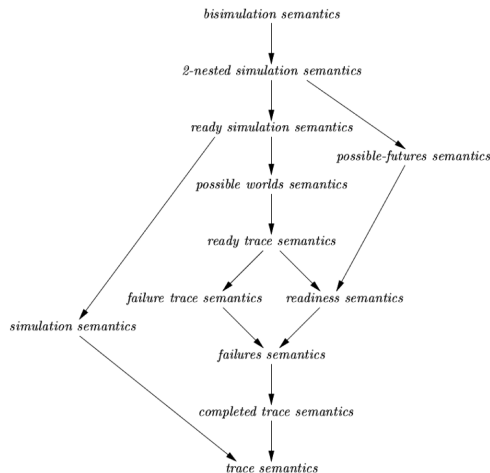 bisimulation semantics
2-nested simulation semantics
ready simulation semantics
possible-futures semantics
possible worlds semantics
ready trace semantics
failure trace semantics
readiness semantics
simulation semantics
failures semantics
completed trace semantics
trace semantics